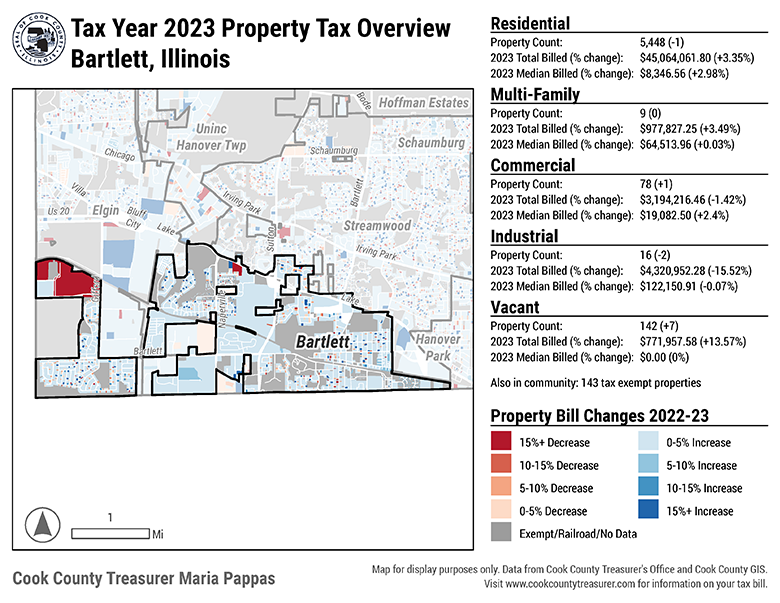 Tax Year 2023 Property Tax Overview
Bartlett, Illinois
Hoffman Estates
Bode
Uninc
Hanover Twp
Schaumburg
Schaumburg
Chicago
Villa
Irving Park
Bartlett
Us 20
Elgin
Bluff
City
Lake
Sutton
Streamwood
Irving Park
Naperville
Lake
Bartlett
Bartlett
Hanover
Park
1
Mi
Residential
Property Count: 5,448 (-1)
2023 Total Billed (% change): $45,064,061.80 (+3.35%)
2023 Median Billed (% change): $8,346.56 (+2.98%)
Multi-Family
Property Count: 9 (0)
2023 Total Billed (% change): $977,827.25 (+3.49%)
2023 Median Billed (% change): $64,513.96 (+0.03%)
Commercial
Property Count: 78 (+1)
2023 Total Billed (% change): $3,194,216.46 (-1.42%)
2023 Median Billed (% change): $19,082.50 (+2.4%)
Industrial
Property Count: 16 (-2)
2023 Total Billed (% change): $4,320,952.28 (-15.52%)
2023 Median Billed (% change): $122,150.91 (-0.07%)
Vacant
Property Count: 142 (+7)
2023 Total Billed (% change): $771,957.58 (+13.57%)
2023 Median Billed (% change): $0.00 (0%)
Also in community: 143 tax exempt properties
Property Bill Changes 2022-23
15%+ Decrease
10-15% Decrease
5-10% Decrease
0-5% Decrease
Exempt/Railroad/No Data
0-5% Increase
5-10% Increase
10-15% Increase
15%+ Increase
Cook County Treasurer Maria Pappas
Map for display purposes only. Data from Cook County Treasurer's Office and Cook County GIS.
Visit www.cookcountytreasurer.com for information on your tax bill.